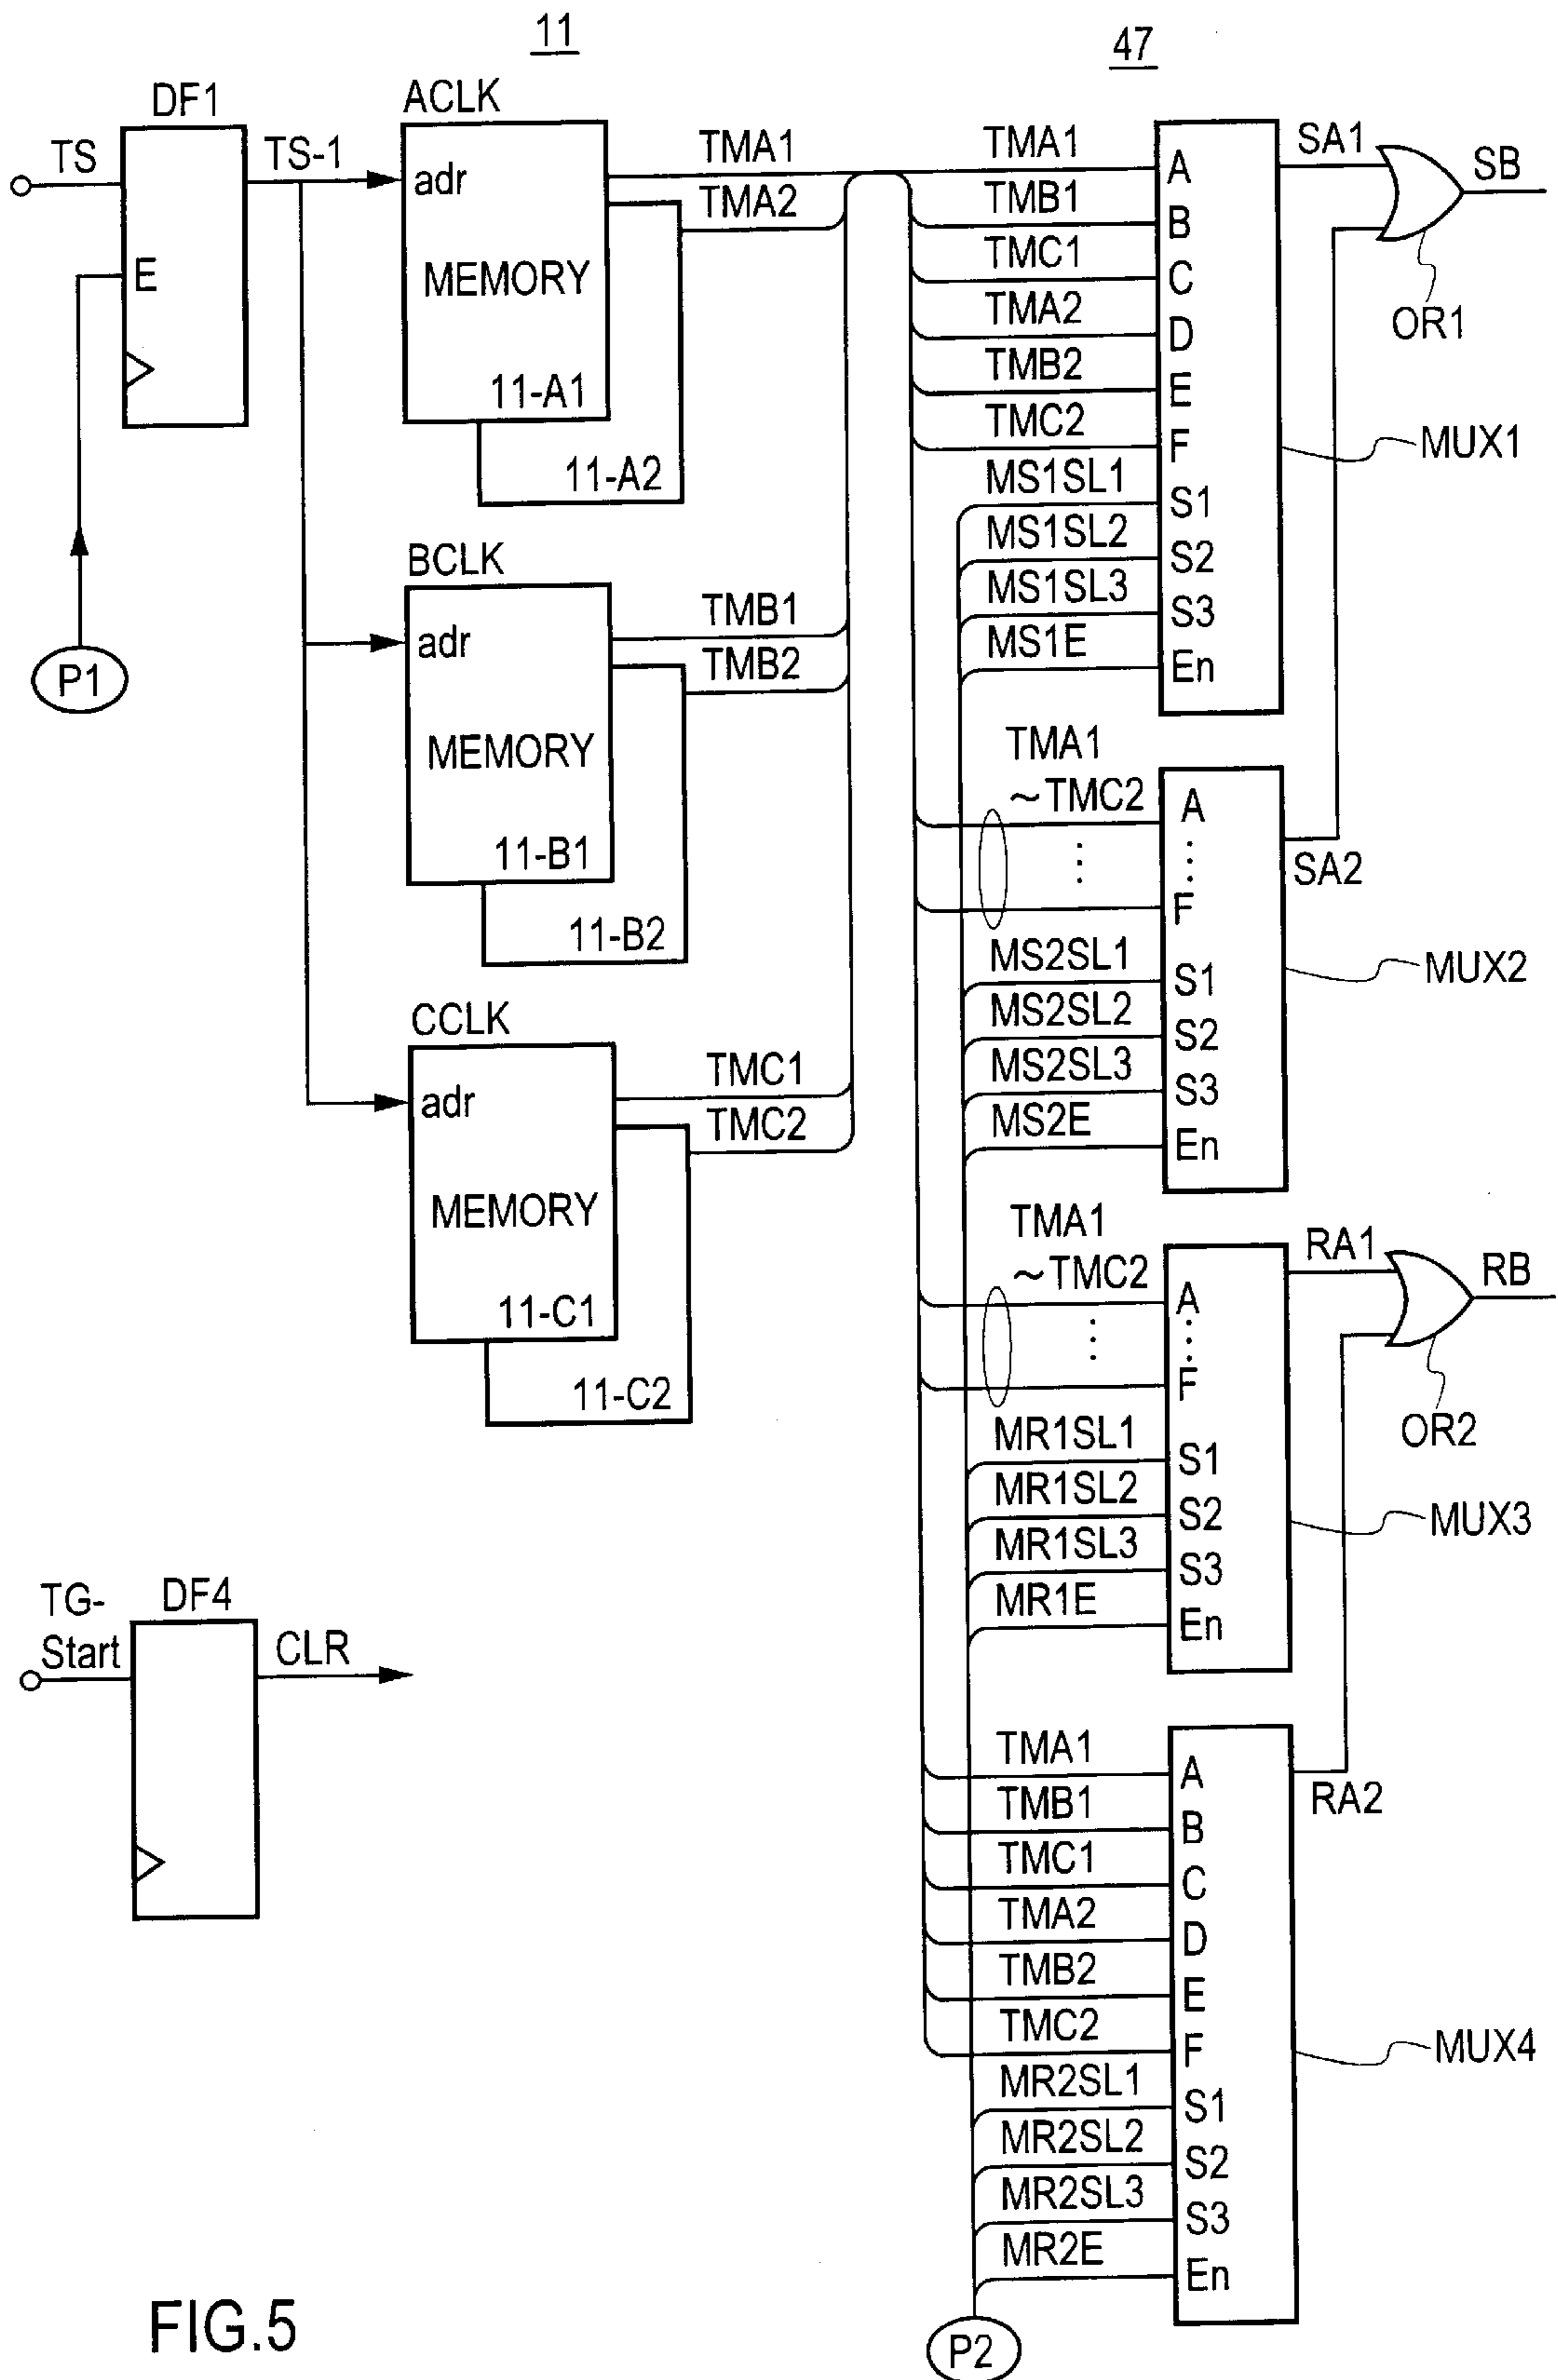 11
47
DF1
TS
TS-1
E
P1
ACLK
adr
MEMORY
11-A1
11-A2
TMA1
TMA2
BCLK
adr
MEMORY
11-B1
11-B2
TMB1
TMB2
CCLK
adr
MEMORY
11-C1
11-C2
TMC1
TMC2
TG-
Start
DF4
CLR
TMA1 A
TMB1 B
TMC1 C
TMA2 D
TMB2 E
TMC2 F
MS1SL1 S1
MS1SL2 S2
MS1SL3 S3
MS1E En
SA1
SB
OR1
MUX1
TMA1
~TMC2 A
F
MS2SL1 S1
MS2SL2 S2
MS2SL3 S3
MS2E En
SA2
MUX2
TMA1
~TMC2 A
F
MR1SL1 S1
MR1SL2 S2
MR1SL3 S3
MR1E En
RA1
RB
OR2
MUX3
TMA1 A
TMB1 B
TMC1 C
TMA2 D
TMB2 E
TMC2 F
MR2SL1 S1
MR2SL2 S2
MR2SL3 S3
MR2E En
RA2
MUX4
P2
FIG.5